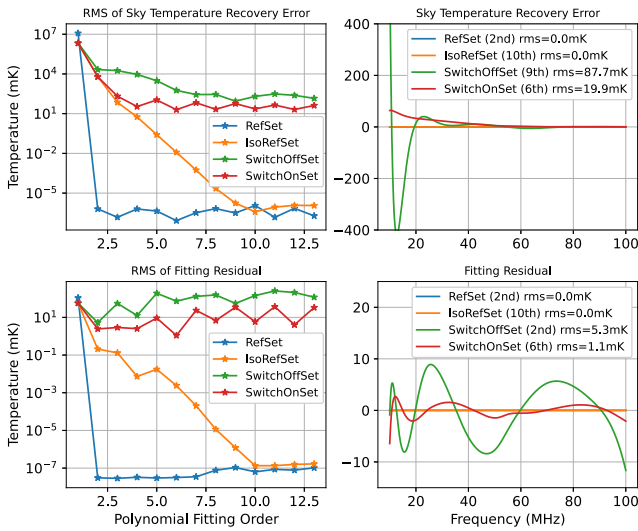 RMS of Sky Temperature Recovery Error
Temperature (mK)
10^7
10^4
10^1
10^-2
10^-5
2.5 5.0 7.5 10.0 12.5
RefSet
IsoRefSet
SwitchOffSet
SwitchOnSet
Sky Temperature Recovery Error
400
200
0
−200
−400
20 40 60 80 100
RefSet (2nd) rms=0.0mK
IsoRefSet (10th) rms=0.0mK
SwitchOffSet (9th) rms=87.7mK
SwitchOnSet (6th) rms=19.9mK
RMS of Fitting Residual
Temperature (mK)
10^1
10^-1
10^-3
10^-5
10^-7
2.5 5.0 7.5 10.0 12.5
Polynomial Fitting Order
RefSet
IsoRefSet
SwitchOffSet
SwitchOnSet
Fitting Residual
20
10
0
−10
20 40 60 80 100
Frequency (MHz)
RefSet (2nd) rms=0.0mK
IsoRefSet (10th) rms=0.0mK
SwitchOffSet (2nd) rms=5.3mK
SwitchOnSet (6th) rms=1.1mK